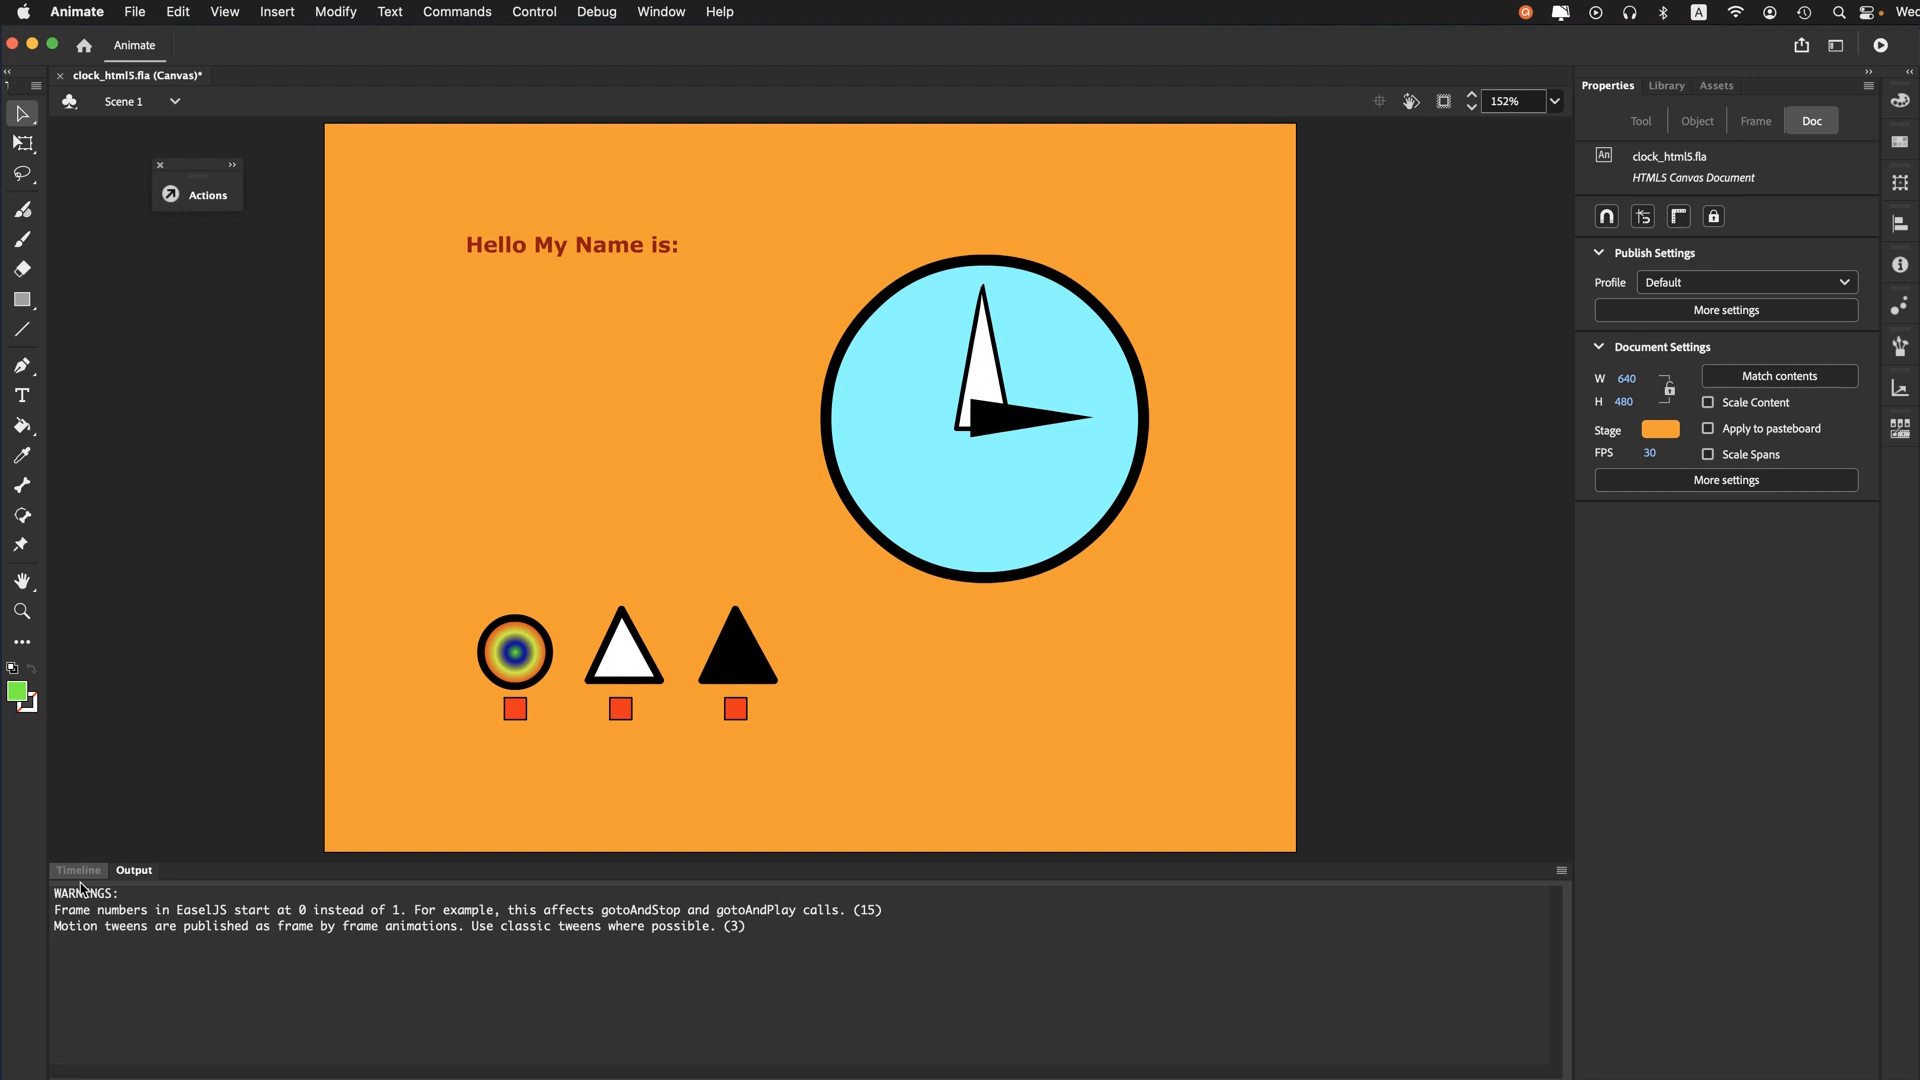 Animate File Edit View Insert Modify Text Commands Control Debug Window Help A Wed
Animate
clock_html5.fla (Canvas)*
Scene 1 152%
Actions
Hello My Name is:
Properties Library Assets
Tool Object Frame Doc
An clock_html5.fla
HTML5 Canvas Document
Publish Settings
Profile Default
More settings
Document Settings
W 640 Match contents
H 480 Scale Content
Stage Apply to pasteboard
FPS 30 Scale Spans
More settings
Timeline Output
WARNINGS:
Frame numbers in EaselJS start at 0 instead of 1. For example, this affects gotoAndStop and gotoAndPlay calls. (15)
Motion tweens are published as frame by frame animations. Use classic tweens where possible. (3)